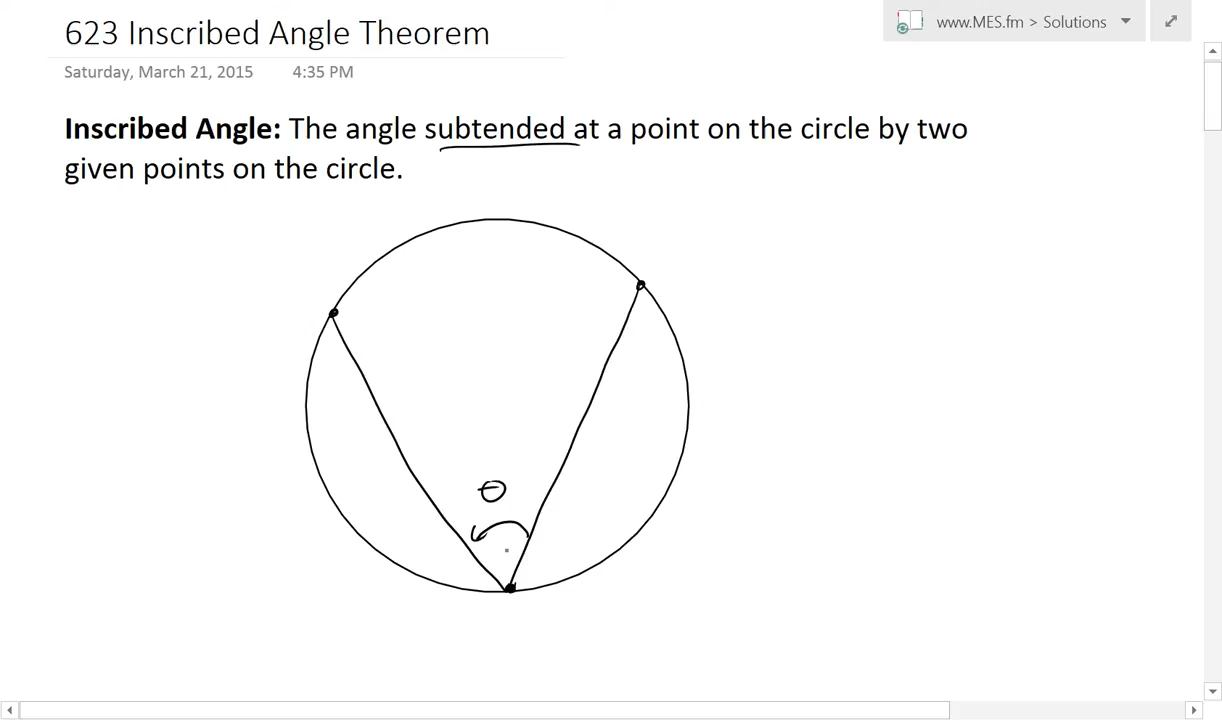 623 Inscribed Angle Theorem
www.MES.fm > Solutions
Saturday, March 21, 2015 4:35 PM
Inscribed Angle: The angle subtended at a point on the circle by two
given points on the circle.
θ